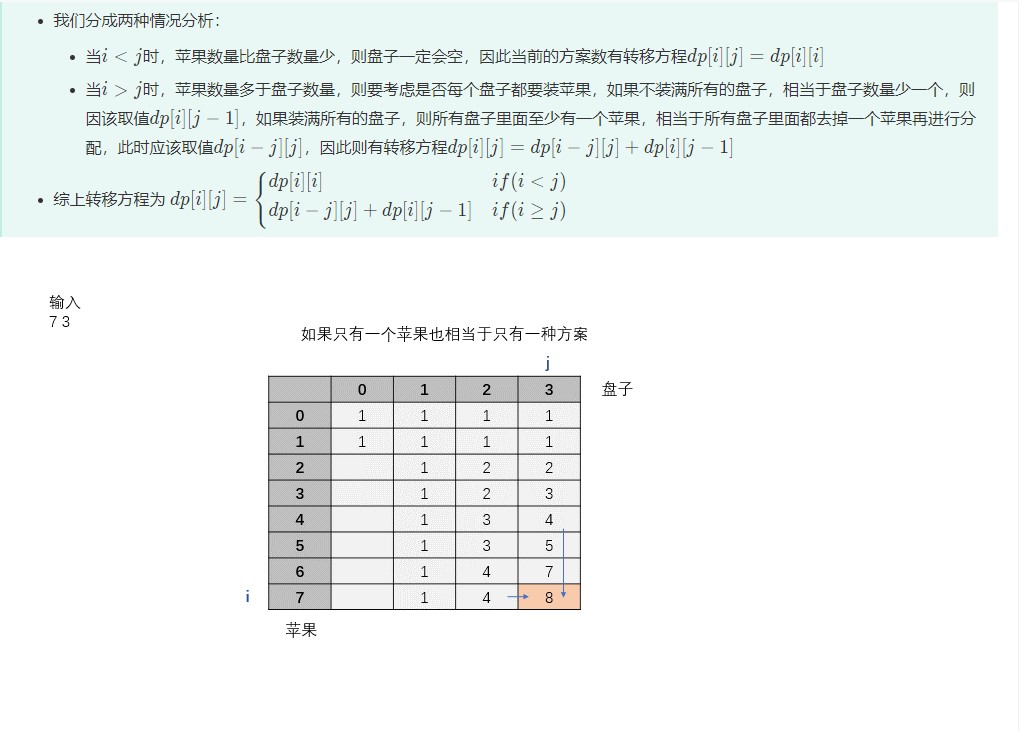 我们分成两种情况分析：
当i < j时，苹果数量比盘子数量少，则盘子一定会空，因此当前的方案数有转移方程dp[i][j] = dp[i][i]
当i > j时，苹果数量多于盘子数量，则要考虑是否每个盘子都要装苹果，如果不装满所有的盘子，相当于盘子数量少一个，则
因该取值dp[i][j − 1]，如果装满所有的盘子，则所有盘子里面至少有一个苹果，相当于所有盘子里面都去掉一个苹果再进行分
配，此时应该取值dp[i − j][j]，因此则有转移方程dp[i][j] = dp[i − j][j] + dp[i][j − 1]
综上转移方程为 dp[i][j] = { dp[i][i] if(i < j)
dp[i − j][j] + dp[i][j − 1] if(i ≥ j)
输入
7 3
如果只有一个苹果也相当于只有一种方案
j
0 1 2 3 盘子
0 1 1 1 1
1 1 1 1 1
2 1 2 2
3 1 2 3
4 1 3 4
5 1 3 5
6 1 4 7
i 7 1 4 8
苹果